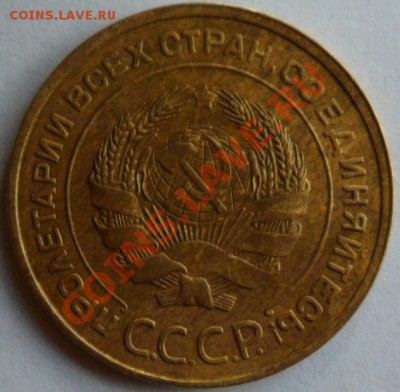 COINS.LAVE.RU
ПРОЛЕТАРИИ ВСЕХ СТРАН, СОЕДИНЯЙТЕСЬ!
С.С.С.Р.
COINS.LAVE.RU